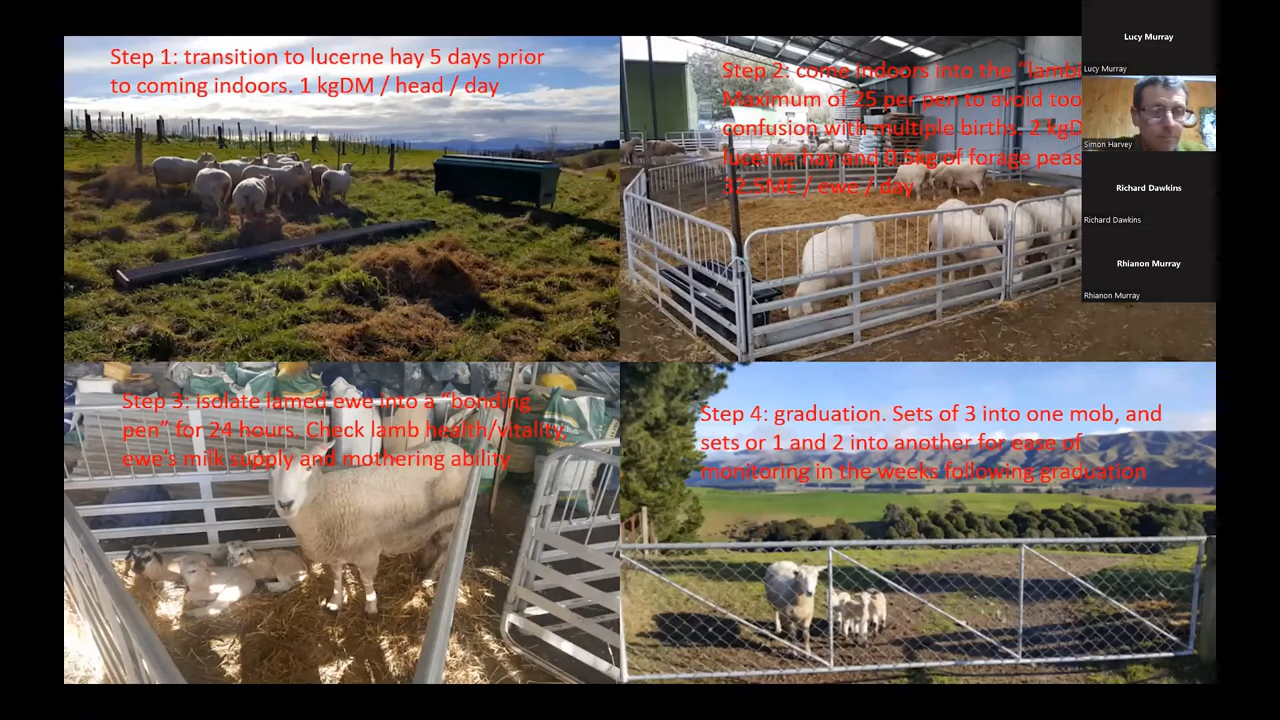 Step 1: transition to lucerne hay 5 days prior
to coming indoors. 1 kgDM / head / day
Step 2: come indoors into the "lambi
Maximum of 25 per pen to avoid too
confusion with multiple births. 2 kgD
lucerne hay and 0.5kg of forage peas
32.5ME / ewe / day
Lucy Murray
Lucy Murray
Simon Harvey
Richard Dawkins
Richard Dawkins
Rhianon Murray
Rhianon Murray
Step 3: isolate lamed ewe into a "bonding
pen" for 24 hours. Check lamb health/vitality,
ewe's milk supply and mothering ability
Step 4: graduation. Sets of 3 into one mob, and
sets or 1 and 2 into another for ease of
monitoring in the weeks following graduation